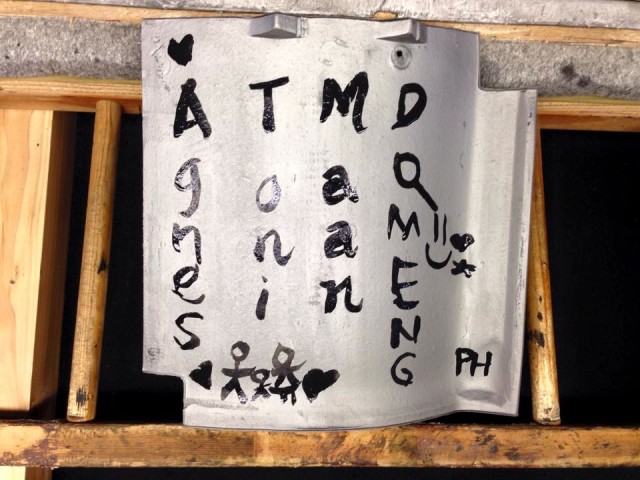 Agnes
Toni
Maan
DOMENG
PH